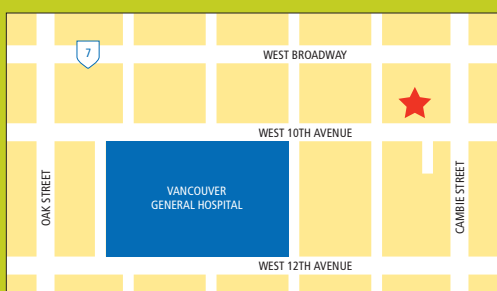 7
WEST BROADWAY
WEST 10TH AVENUE
OAK STREET
VANCOUVER
GENERAL HOSPITAL
CAMBIE STREET
WEST 12TH AVENUE